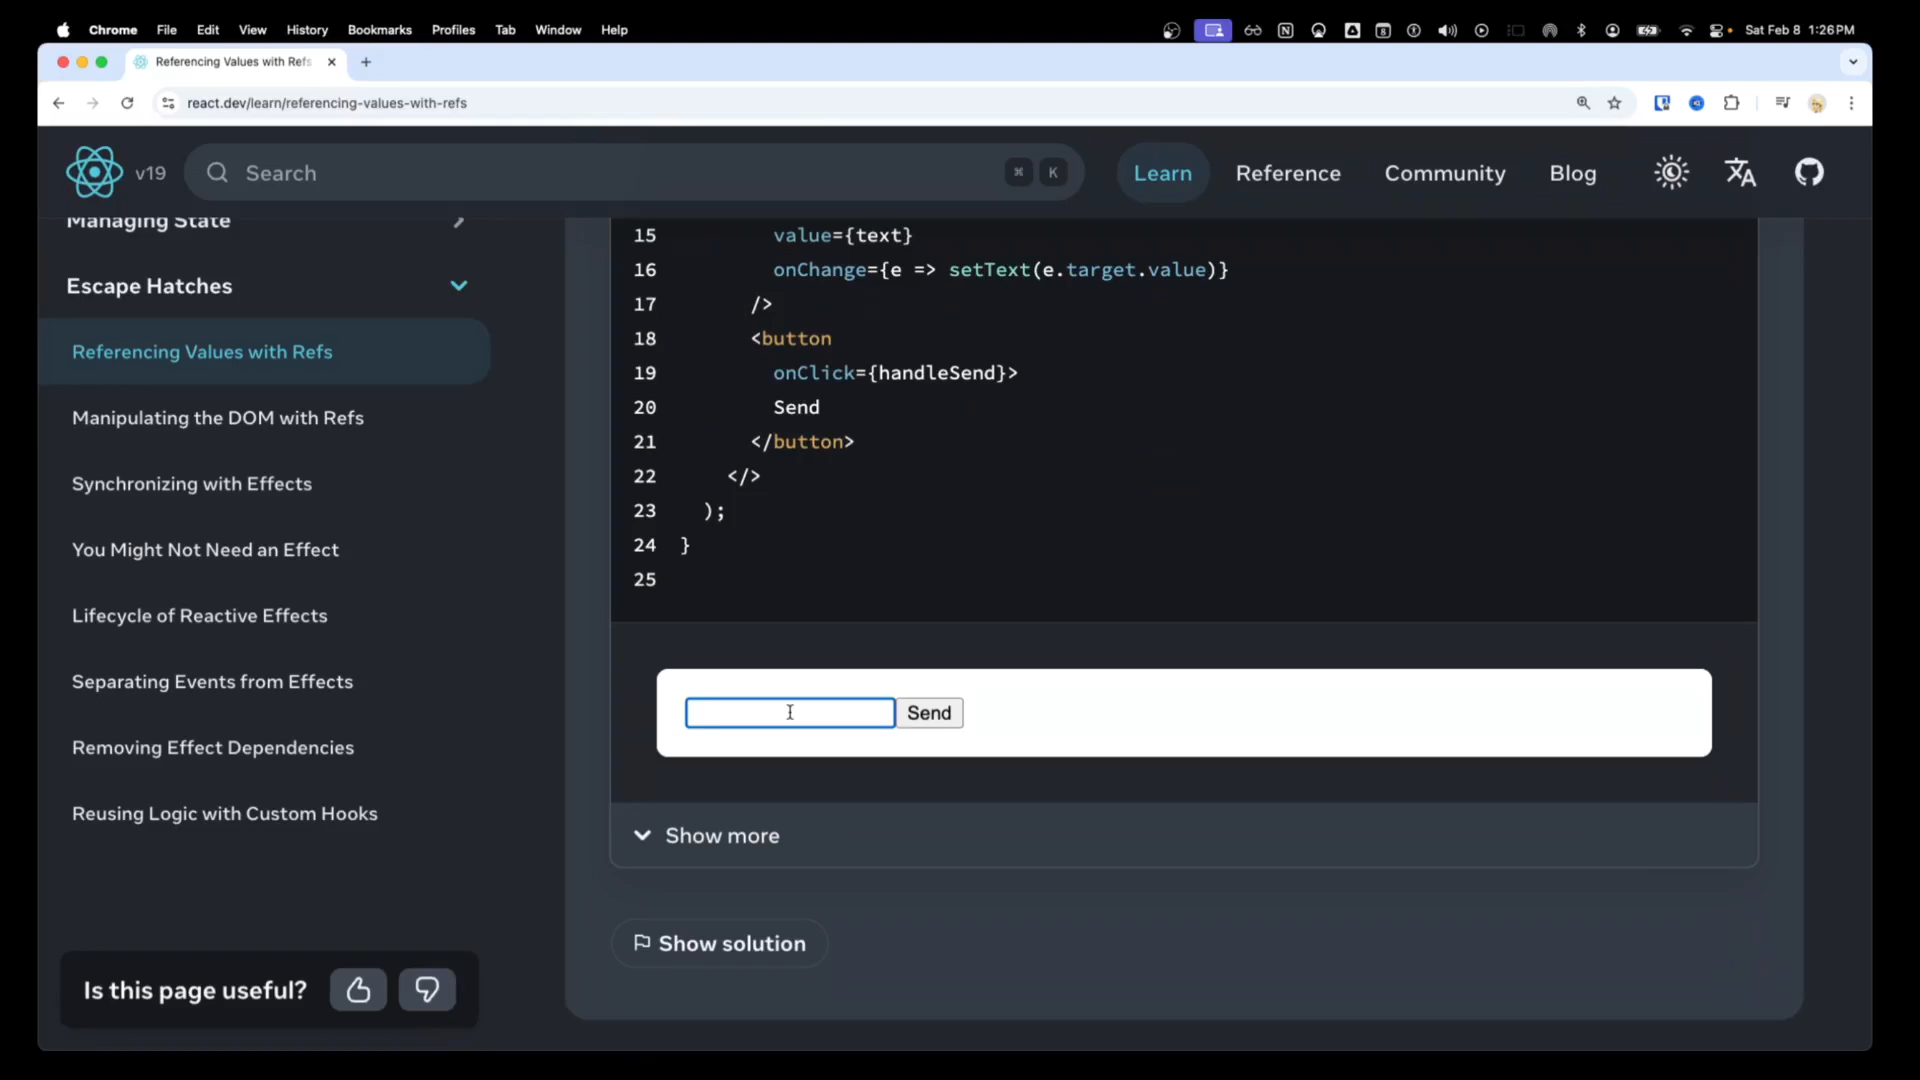 Chrome File Edit View History Bookmarks Profiles Tab Window Help Sat Feb 8 1:26 PM
Referencing Values with Refs
react.dev/learn/referencing-values-with-refs
v19 Search ⌘ K Learn Reference Community Blog
Managing State
Escape Hatches
Referencing Values with Refs
Manipulating the DOM with Refs
Synchronizing with Effects
You Might Not Need an Effect
Lifecycle of Reactive Effects
Separating Events from Effects
Removing Effect Dependencies
Reusing Logic with Custom Hooks
Is this page useful?
15 value={text}
16 onChange={e => setText(e.target.value)}
17 />
18 <button
19 onClick={handleSend}>
20 Send
21 </button>
22 </>
23 );
24 }
25
Send
Show more
Show solution